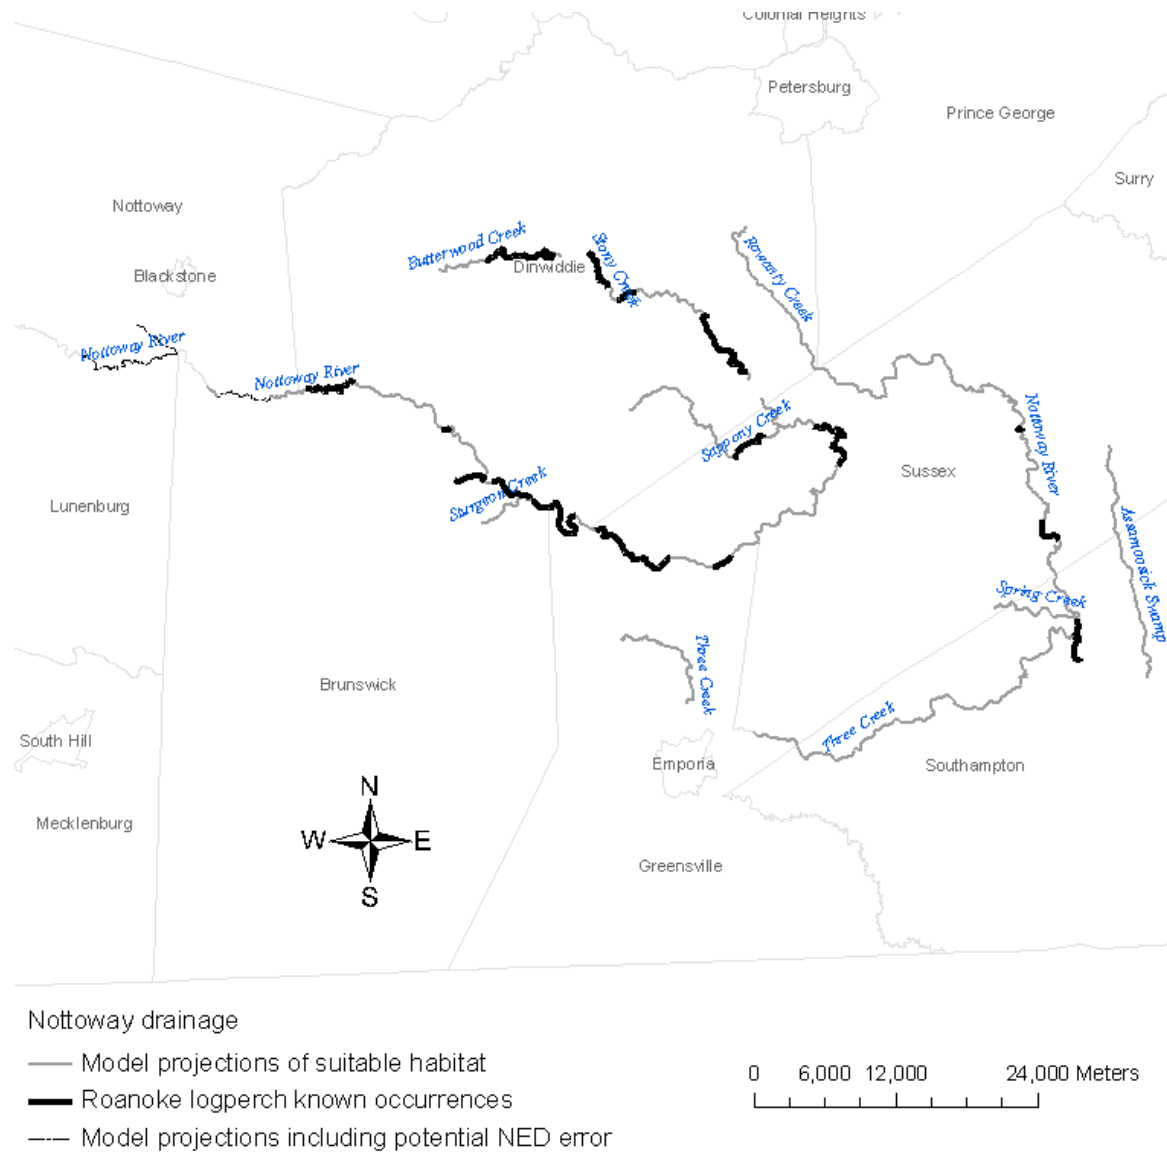 Colonial Heights
Petersburg
Prince George
Surry
Nottoway
Butterwood Creek
Stony Creek
Rowanty Creek
Dinwiddie
Blackstone
Nottoway River
Nottoway River
Nottoway River
Sappony Creek
Sussex
Sturgeon Creek
Lunenburg
Assamoosick Swamp
Spring Creek
Three Creek
Brunswick
Three Creek
South Hill
Emporia
Southampton
Mecklenburg
Greensville
N
W E
S
Nottoway drainage
Model projections of suitable habitat
Roanoke logperch known occurrences
Model projections including potential NED error
0 6,000 12,000 24,000 Meters